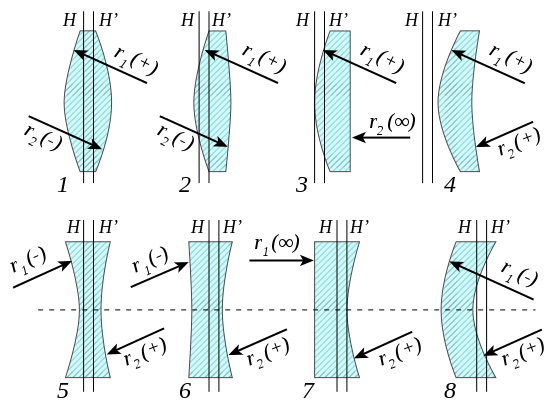 H H’ H H’ H H’ H H’
r1(+) r1(+) r1(+) r1(+)
r2(-) r2(-) r2(∞) r2(+)
1 2 3 4
H H’ H H’ H H’ H H’
r1(-) r1(-) r1(∞) r1(-)
r2(+) r2(+) r2(+) r2(+)
5 6 7 8